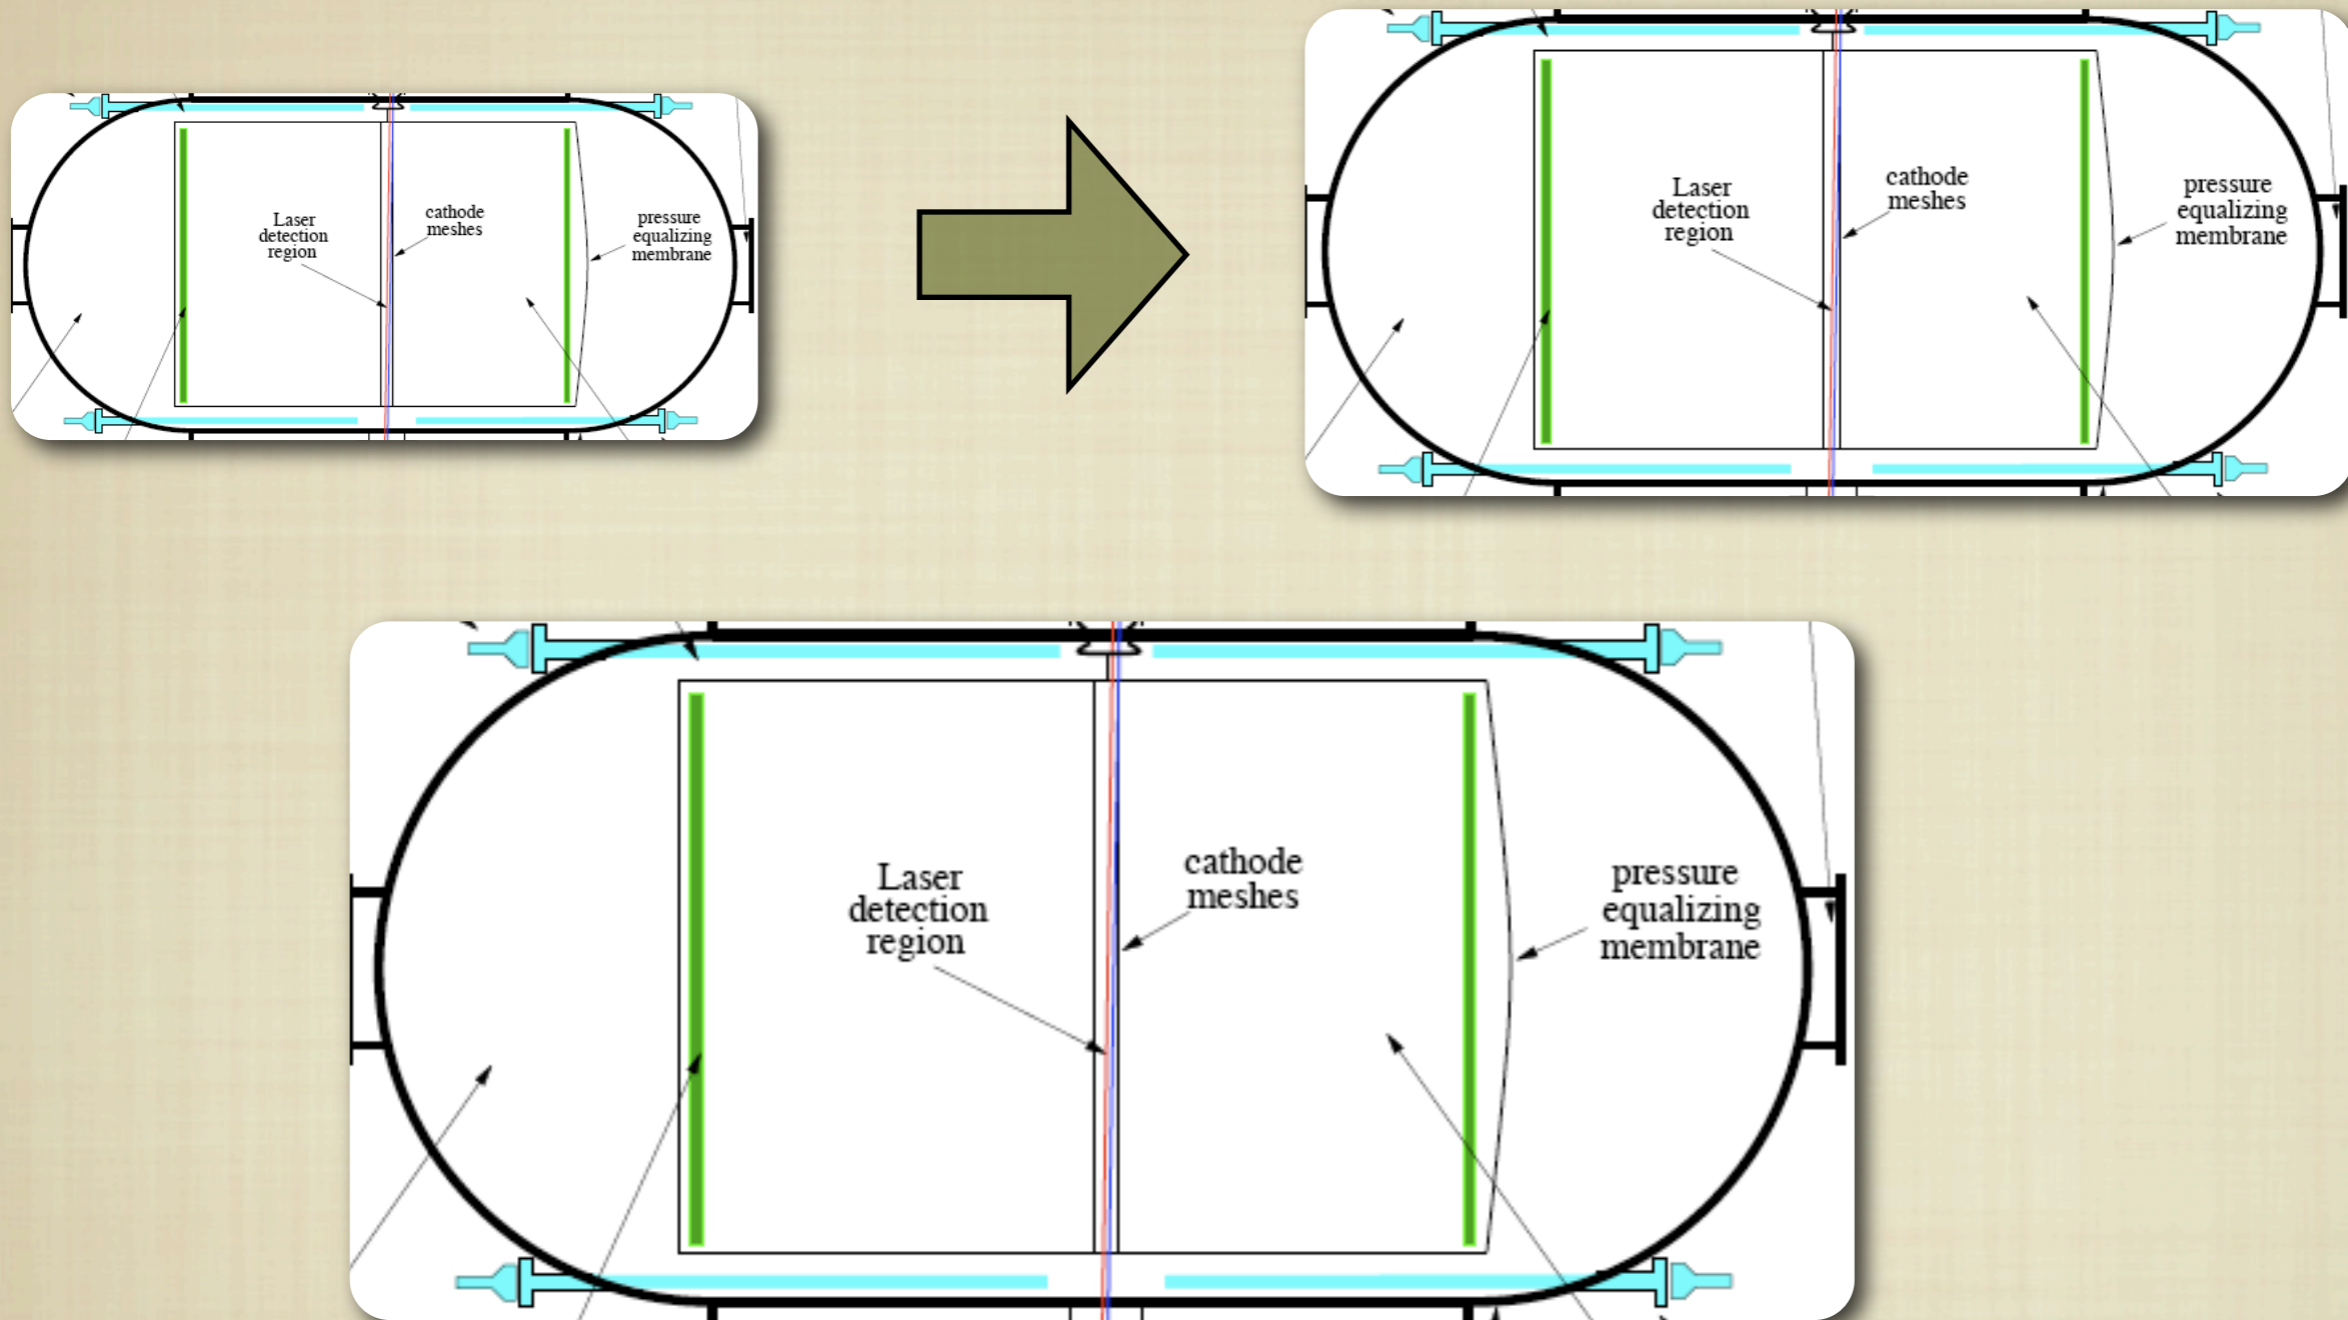 Laser
detection
region
cathode
meshes
pressure
equalizing
membrane
Laser
detection
region
cathode
meshes
pressure
equalizing
membrane
Laser
detection
region
cathode
meshes
pressure
equalizing
membrane